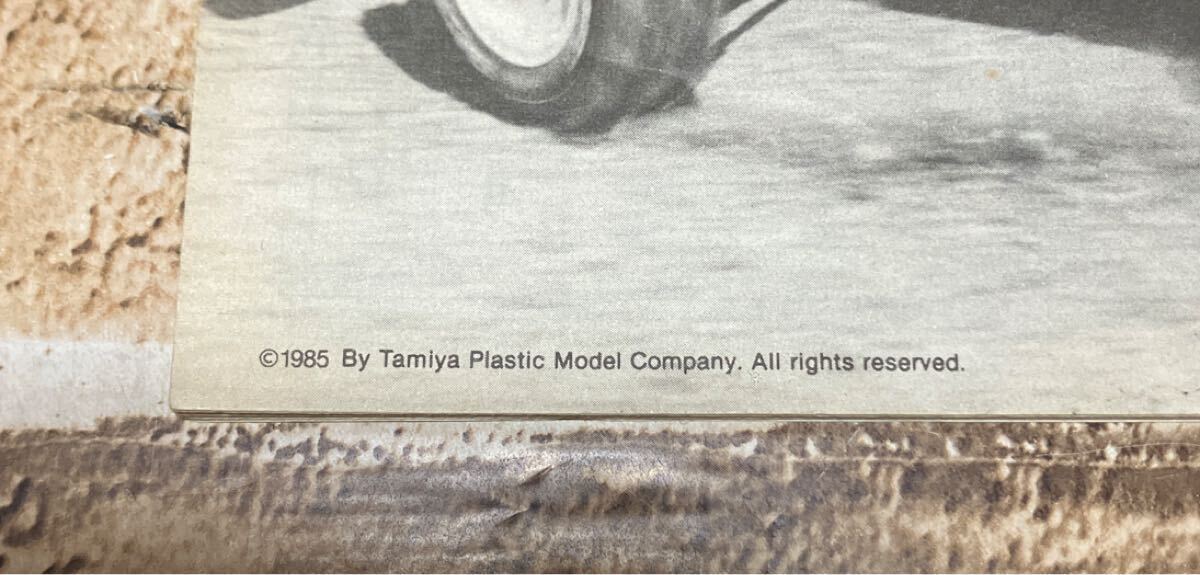 ©1985 By Tamiya Plastic Model Company. All rights reserved.